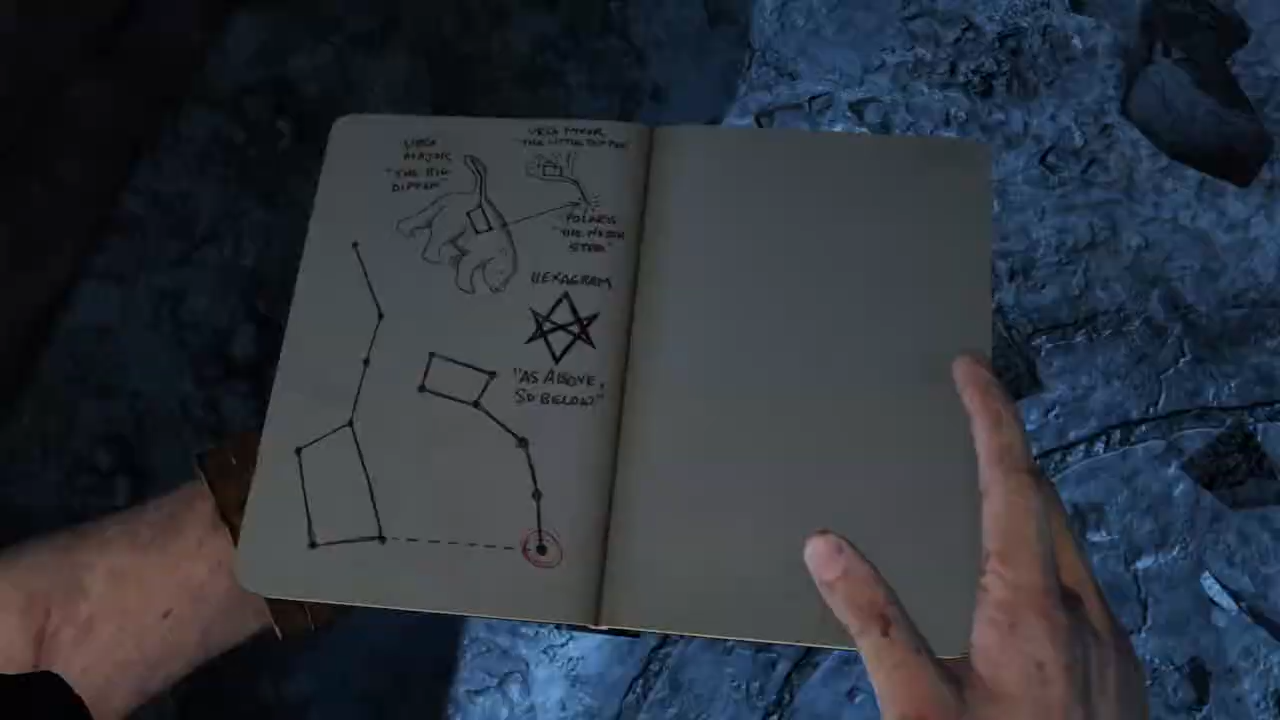 URSA
MAJOR
"THE BIG
DIPPER"
URSA MINOR
"THE LITTLE DIPPER"
POLARIS
"THE NORTH
STAR"
HEXAGRAM
"AS ABOVE,
SO BELOW"